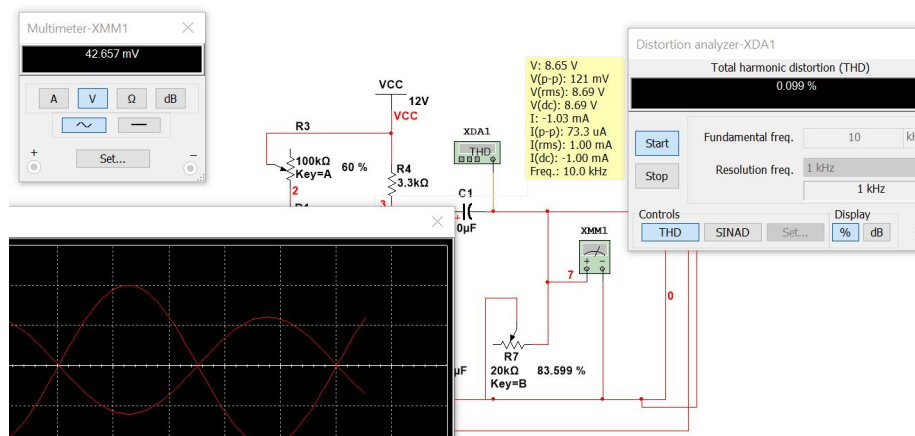 Multimeter-XMM1
42.657 mV
A
V
Ω
dB
+
Set...
-
VCC
12V
VCC
R3
100kΩ
Key=A
60 %
2
R4
3.3kΩ
3
XDA1
THD
C1
0µF
V: 8.65 V
V(p-p): 121 mV
V(rms): 8.69 V
V(dc): 8.69 V
I: -1.03 mA
I(p-p): 73.3 uA
I(rms): 1.00 mA
I(dc): -1.00 mA
Freq.: 10.0 kHz
XMM1
7
0
R7
20kΩ
Key=B
83.599 %
µF
Distortion analyzer-XDA1
Total harmonic distortion (THD)
0.099 %
Start
Stop
Fundamental freq.
10
kH
Resolution freq.
1 kHz
1 kHz
Controls
THD
SINAD
Set...
Display
%
dB